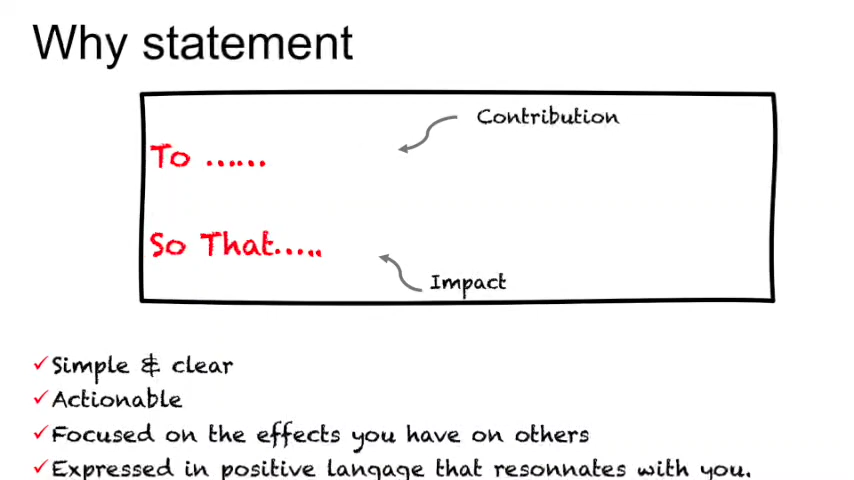 Why statement
Contribution
To ......
So That.....
Impact
✓Simple & clear
✓Actionable
✓Focused on the effects you have on others
✓Expressed in positive langage that resonnates with you.